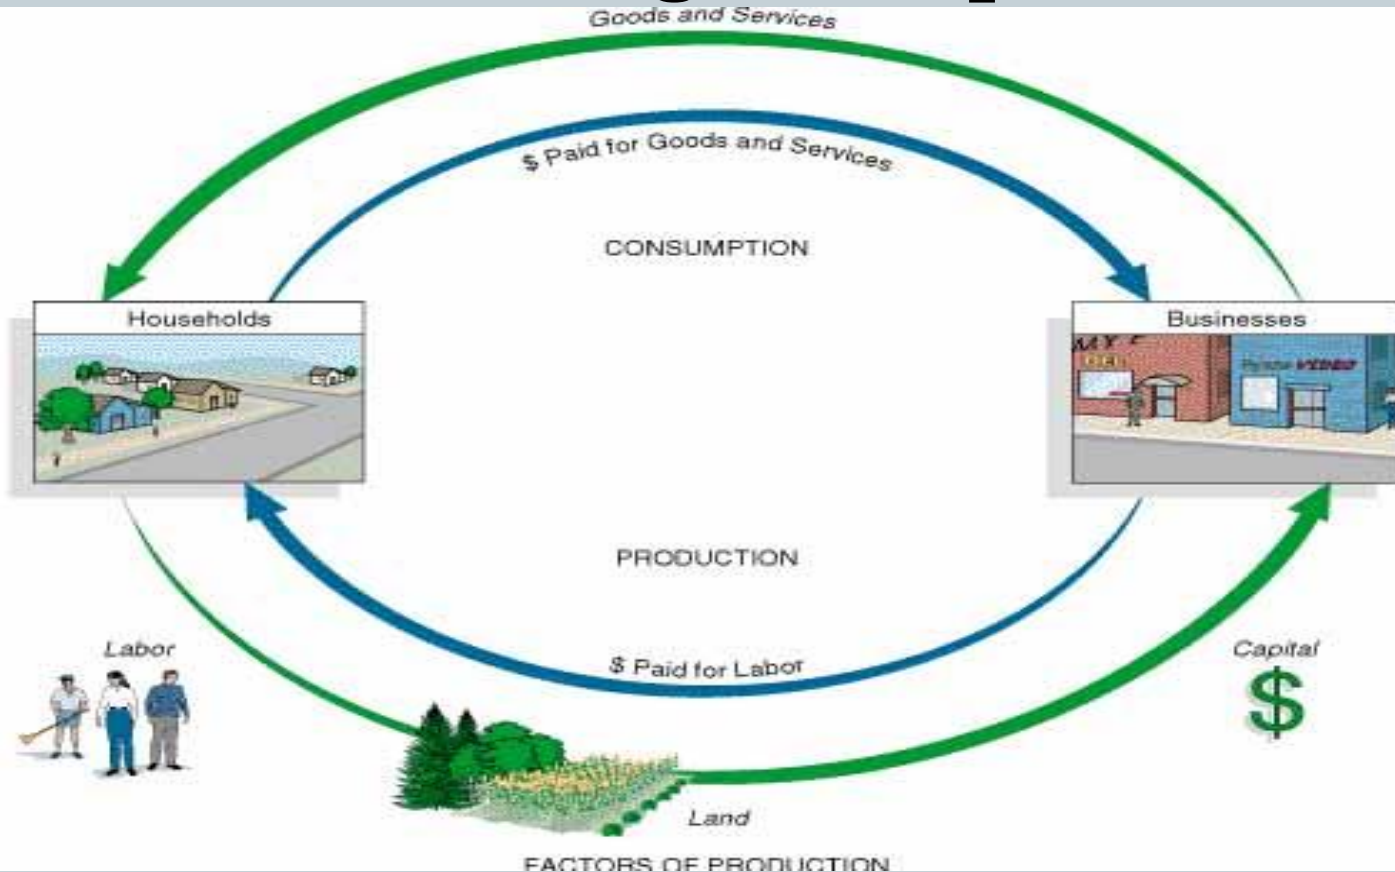 Goods and Services
$ Paid for Goods and Services
CONSUMPTION
Households
Businesses
VIDEO
PRODUCTION
Labor
$ Paid for Labor
Capital
$
Land
FACTORS OF PRODUCTION